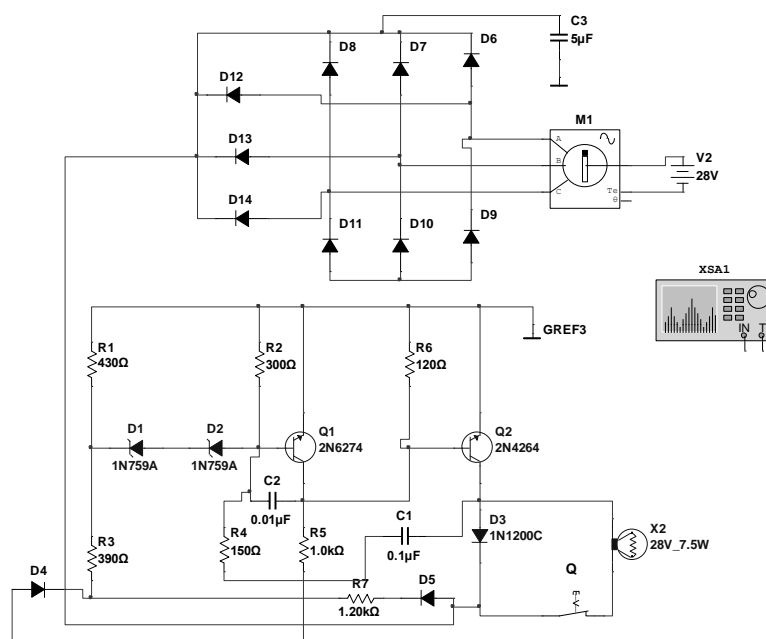 C3
5µF
D8
D7
D6
D12
M1
A
B
C
Te
θ
V2
28V
D13
D14
D11
D10
D9
XSA1
IN T
GREF3
R1
430Ω
R2
300Ω
R6
120Ω
D1
1N759A
D2
1N759A
Q1
2N6274
Q2
2N4264
C2
0.01µF
R3
390Ω
R4
150Ω
R5
1.0kΩ
C1
0.1µF
D3
1N1200C
X2
28V_7.5W
Q
D4
R7
1.20kΩ
D5